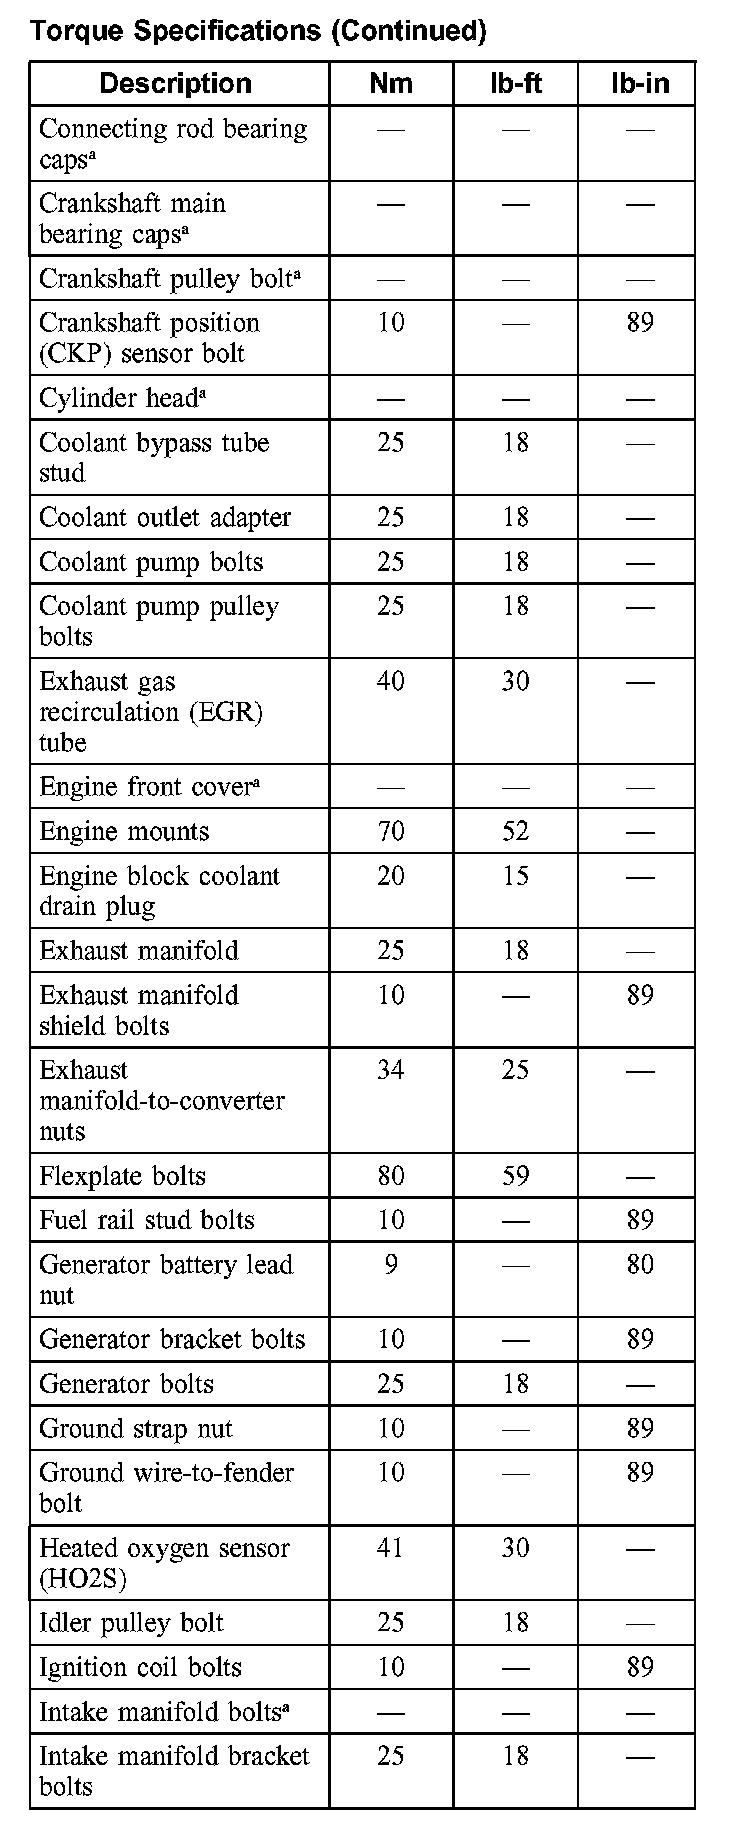 Torque Specifications (Continued)
Description Nm lb-ft lb-in
Connecting rod bearing — — —
capsᵃ
Crankshaft main — — —
bearing capsᵃ
Crankshaft pulley boltᵃ — — —
Crankshaft position 10 — 89
(CKP) sensor bolt
Cylinder headᵃ — — —
Coolant bypass tube 25 18 —
stud
Coolant outlet adapter 25 18 —
Coolant pump bolts 25 18 —
Coolant pump pulley 25 18 —
bolts
Exhaust gas 40 30 —
recirculation (EGR)
tube
Engine front coverᵃ — — —
Engine mounts 70 52 —
Engine block coolant 20 15 —
drain plug
Exhaust manifold 25 18 —
Exhaust manifold 10 — 89
shield bolts
Exhaust 34 25 —
manifold-to-converter
nuts
Flexplate bolts 80 59 —
Fuel rail stud bolts 10 — 89
Generator battery lead 9 — 80
nut
Generator bracket bolts 10 — 89
Generator bolts 25 18 —
Ground strap nut 10 — 89
Ground wire-to-fender 10 — 89
bolt
Heated oxygen sensor 41 30 —
(HO2S)
Idler pulley bolt 25 18 —
Ignition coil bolts 10 — 89
Intake manifold boltsᵃ — — —
Intake manifold bracket 25 18 —
bolts